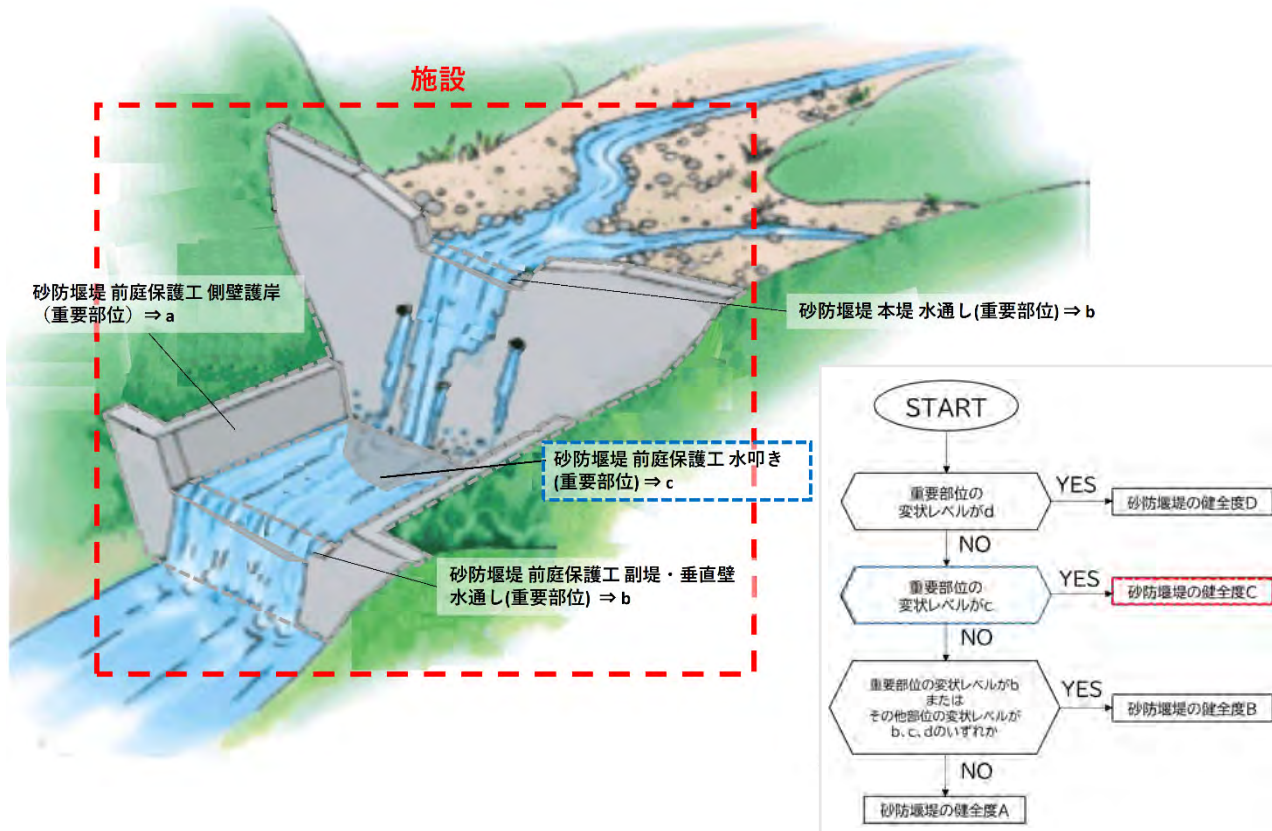 施設
砂防堰堤 前庭保護工 側壁護岸
（重要部位）⇒ a
砂防堰堤 本堤 水通し(重要部位) ⇒ b
砂防堰堤 前庭保護工 水叩き
(重要部位) ⇒ c
砂防堰堤 前庭保護工 副堤・垂直壁
水通し(重要部位) ⇒ b
START
重要部位の
変状レベルがd
YES
砂防堰堤の健全度D
NO
重要部位の
変状レベルがc
YES
砂防堰堤の健全度C
NO
重要部位の変状レベルがb
または
その他部位の変状レベルが
b、c、dのいずれか
YES
砂防堰堤の健全度B
NO
砂防堰堤の健全度A